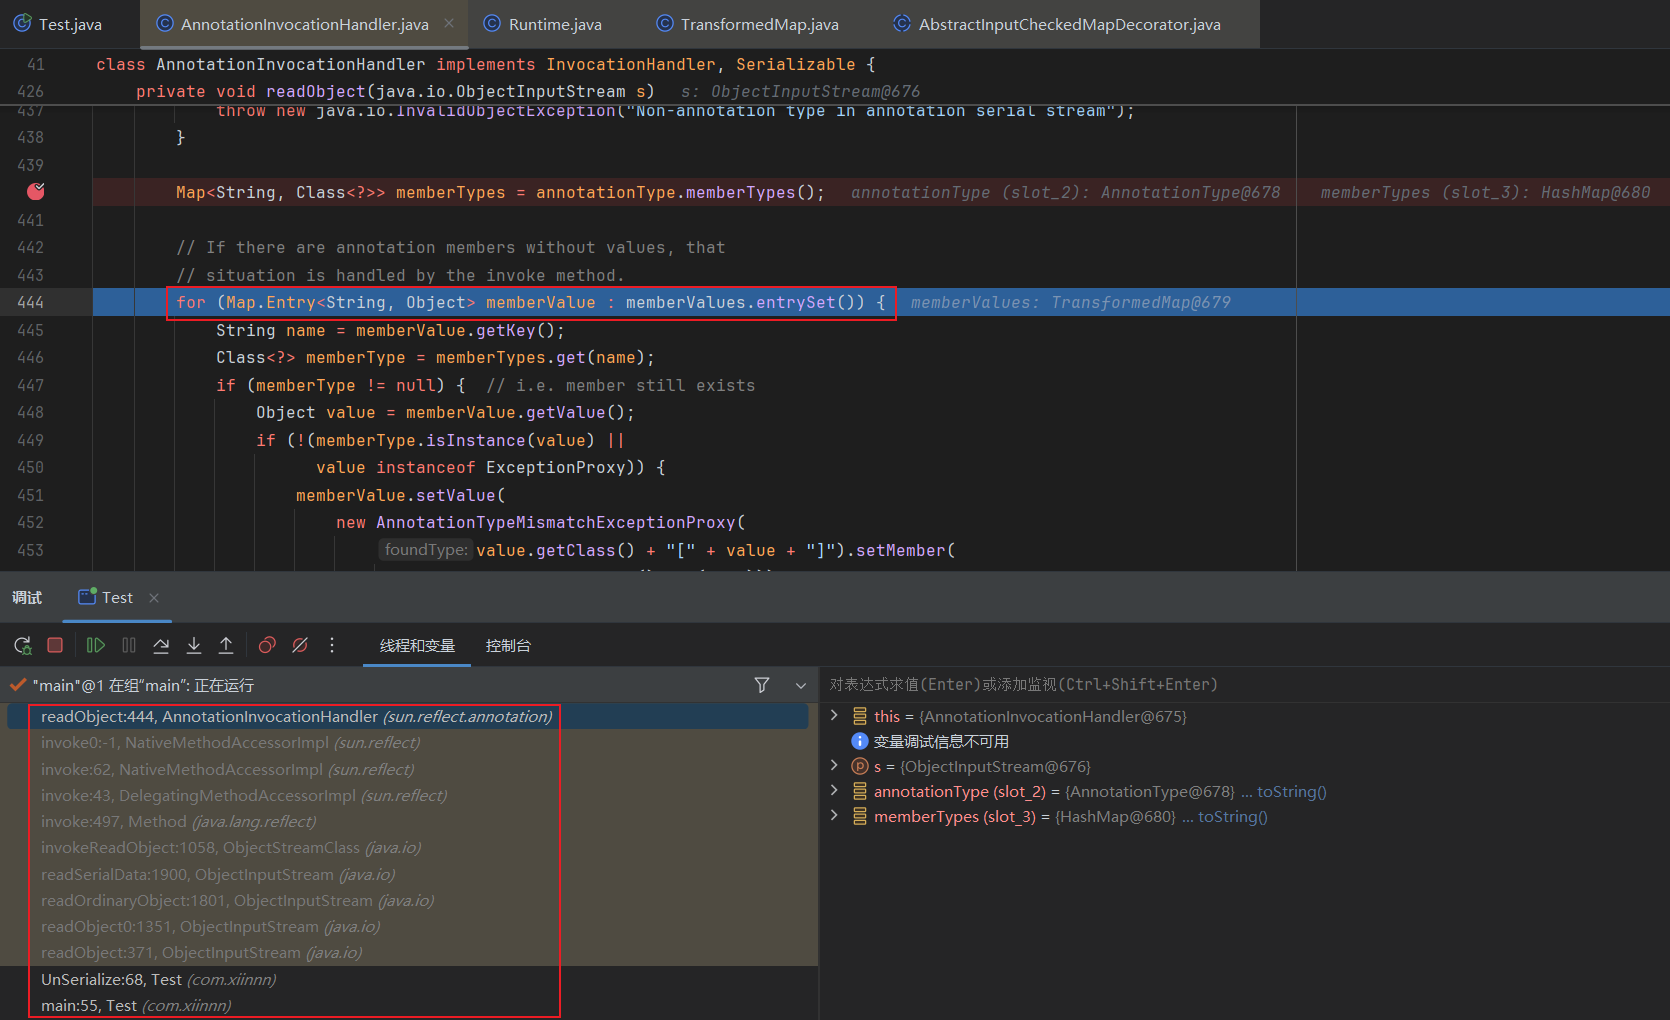 Test.java
AnnotationInvocationHandler.java
Runtime.java
TransformedMap.java
AbstractInputCheckedMapDecorator.java
41 class AnnotationInvocationHandler implements InvocationHandler, Serializable {
426 private void readObject(java.io.ObjectInputStream s) s: ObjectInputStream@676
437 throw new java.io.InvalidObjectException("Non-annotation type in annotation serial stream");
438 }
439
Map<String, Class<?>> memberTypes = annotationType.memberTypes(); annotationType (slot_2): AnnotationType@678 memberTypes (slot_3): HashMap@680
441
442 // If there are annotation members without values, that
443 // situation is handled by the invoke method.
444 for (Map.Entry<String, Object> memberValue : memberValues.entrySet()) { memberValues: TransformedMap@679
445 String name = memberValue.getKey();
446 Class<?> memberType = memberTypes.get(name);
447 if (memberType != null) { // i.e. member still exists
448 Object value = memberValue.getValue();
449 if (!(memberType.isInstance(value) ||
450 value instanceof ExceptionProxy)) {
451 memberValue.setValue(
452 new AnnotationTypeMismatchExceptionProxy(
453 foundType: value.getClass() + "[" + value + "]").setMember(
调试
Test
线程和变量
控制台
"main"@1 在组“main”: 正在运行
readObject:444, AnnotationInvocationHandler (sun.reflect.annotation)
invoke0:-1, NativeMethodAccessorImpl (sun.reflect)
invoke:62, NativeMethodAccessorImpl (sun.reflect)
invoke:43, DelegatingMethodAccessorImpl (sun.reflect)
invoke:497, Method (java.lang.reflect)
invokeReadObject:1058, ObjectStreamClass (java.io)
readSerialData:1900, ObjectInputStream (java.io)
readOrdinaryObject:1801, ObjectInputStream (java.io)
readObject0:1351, ObjectInputStream (java.io)
readObject:371, ObjectInputStream (java.io)
UnSerialize:68, Test (com.xiinnn)
main:55, Test (com.xiinnn)
对表达式求值(Enter)或添加监视(Ctrl+Shift+Enter)
this = {AnnotationInvocationHandler@675}
变量调试信息不可用
s = {ObjectInputStream@676}
annotationType (slot_2) = {AnnotationType@678} ... toString()
memberTypes (slot_3) = {HashMap@680} ... toString()